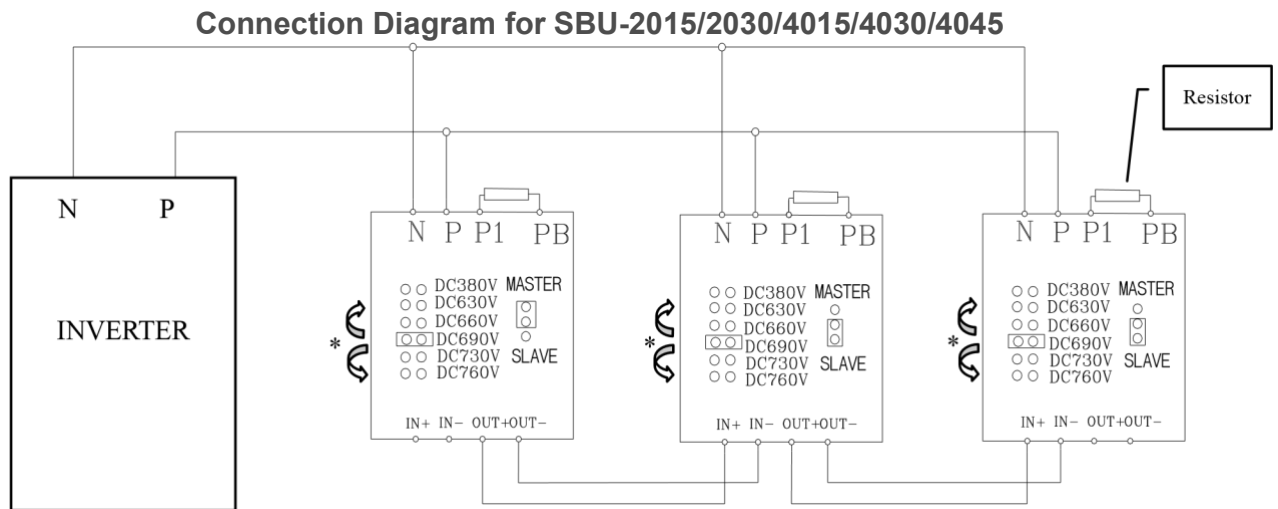 Connection Diagram for SBU-2015/2030/4015/4030/4045
Resistor
N P
INVERTER
N P P1 PB
DC380V MASTER
DC630V
DC660V
* DC690V
DC730V SLAVE
DC760V
IN+ IN- OUT+OUT-
N P P1 PB
DC380V MASTER
DC630V
DC660V
* DC690V
DC730V SLAVE
DC760V
IN+ IN- OUT+OUT-
N P P1 PB
DC380V MASTER
DC630V
DC660V
* DC690V
DC730V SLAVE
DC760V
IN+ IN- OUT+OUT-